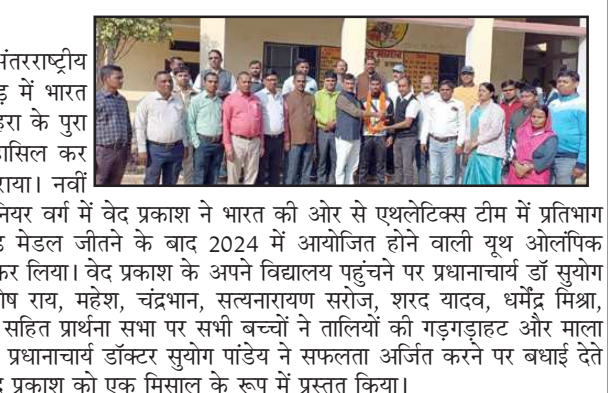 अंतरराष्ट्रीय
में भारत
के पुरा
हासिल कर
नवीं
वर्ग में वेद प्रकाश ने भारत की ओर से एथलेटिक्स टीम में प्रतिभाग
मेडल जीतने के बाद 2024 में आयोजित होने वाली यूथ ओलंपिक
कर लिया। वेद प्रकाश के अपने विद्यालय पहुंचने पर प्रधानाचार्य डॉ सुयोग
राय, महेश, चंद्रभान, सत्यनारायण सरोज, शरद यादव, धर्मेंद्र मिश्रा,
सहित प्रार्थना सभा पर सभी बच्चों ने तालियों की गड़गड़ाहट और माला
प्रधानाचार्य डॉक्टर सुयोग पांडेय ने सफलता अर्जित करने पर बधाई देते
प्रकाश को एक मिसाल के रूप में प्रस्तुत किया।